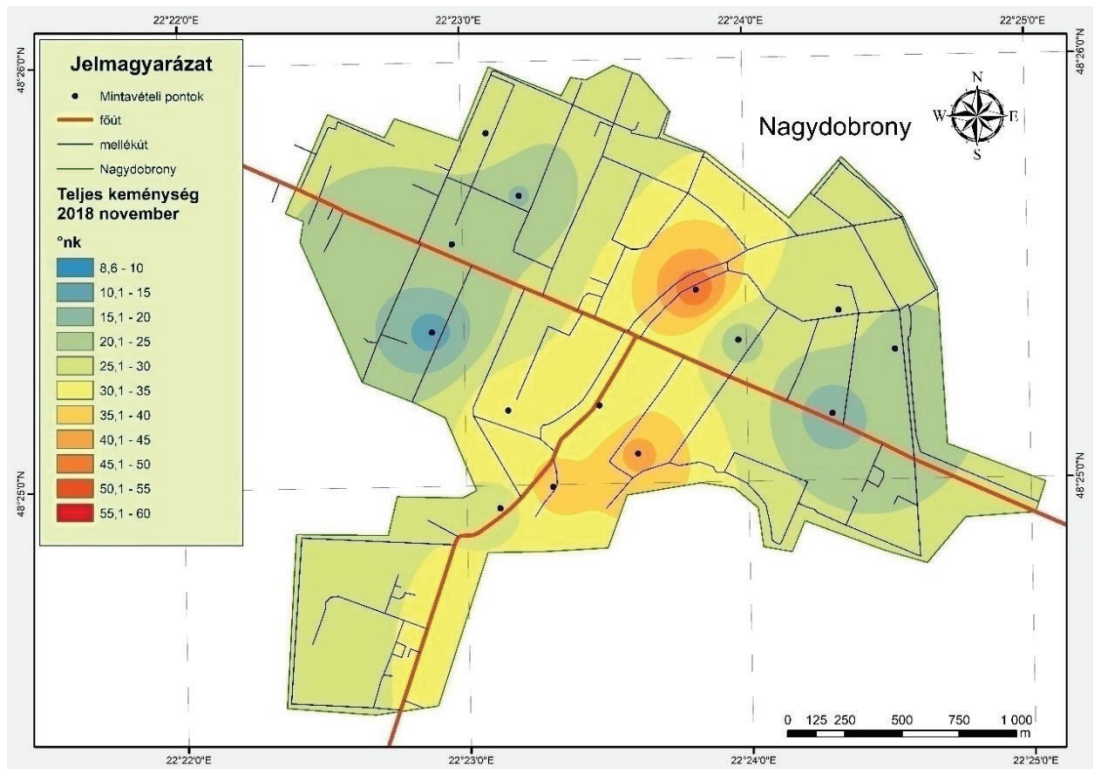 22°22'0"E
22°23'0"E
22°24'0"E
22°25'0"E
48°26'0"N
48°26'0"N
Jelmagyarázat
Mintavételi pontok
főút
mellékút
Nagydobrony
Teljes keménység
2018 november
°nk
8,6 - 10
10,1 - 15
15,1 - 20
20,1 - 25
25,1 - 30
30,1 - 35
35,1 - 40
40,1 - 45
45,1 - 50
50,1 - 55
55,1 - 60
Nagydobrony
N
W E
S
48°25'0"N
48°25'0"N
0 125 250 500 750 1 000
m
22°22'0"E
22°23'0"E
22°24'0"E
22°25'0"E